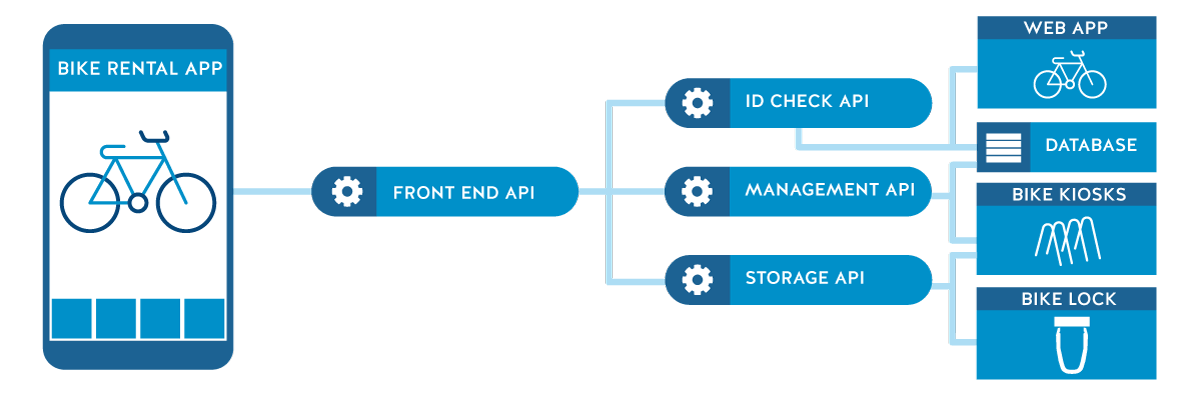 BIKE RENTAL APP
FRONT END API
ID CHECK API
MANAGEMENT API
STORAGE API
WEB APP
DATABASE
BIKE KIOSKS
BIKE LOCK